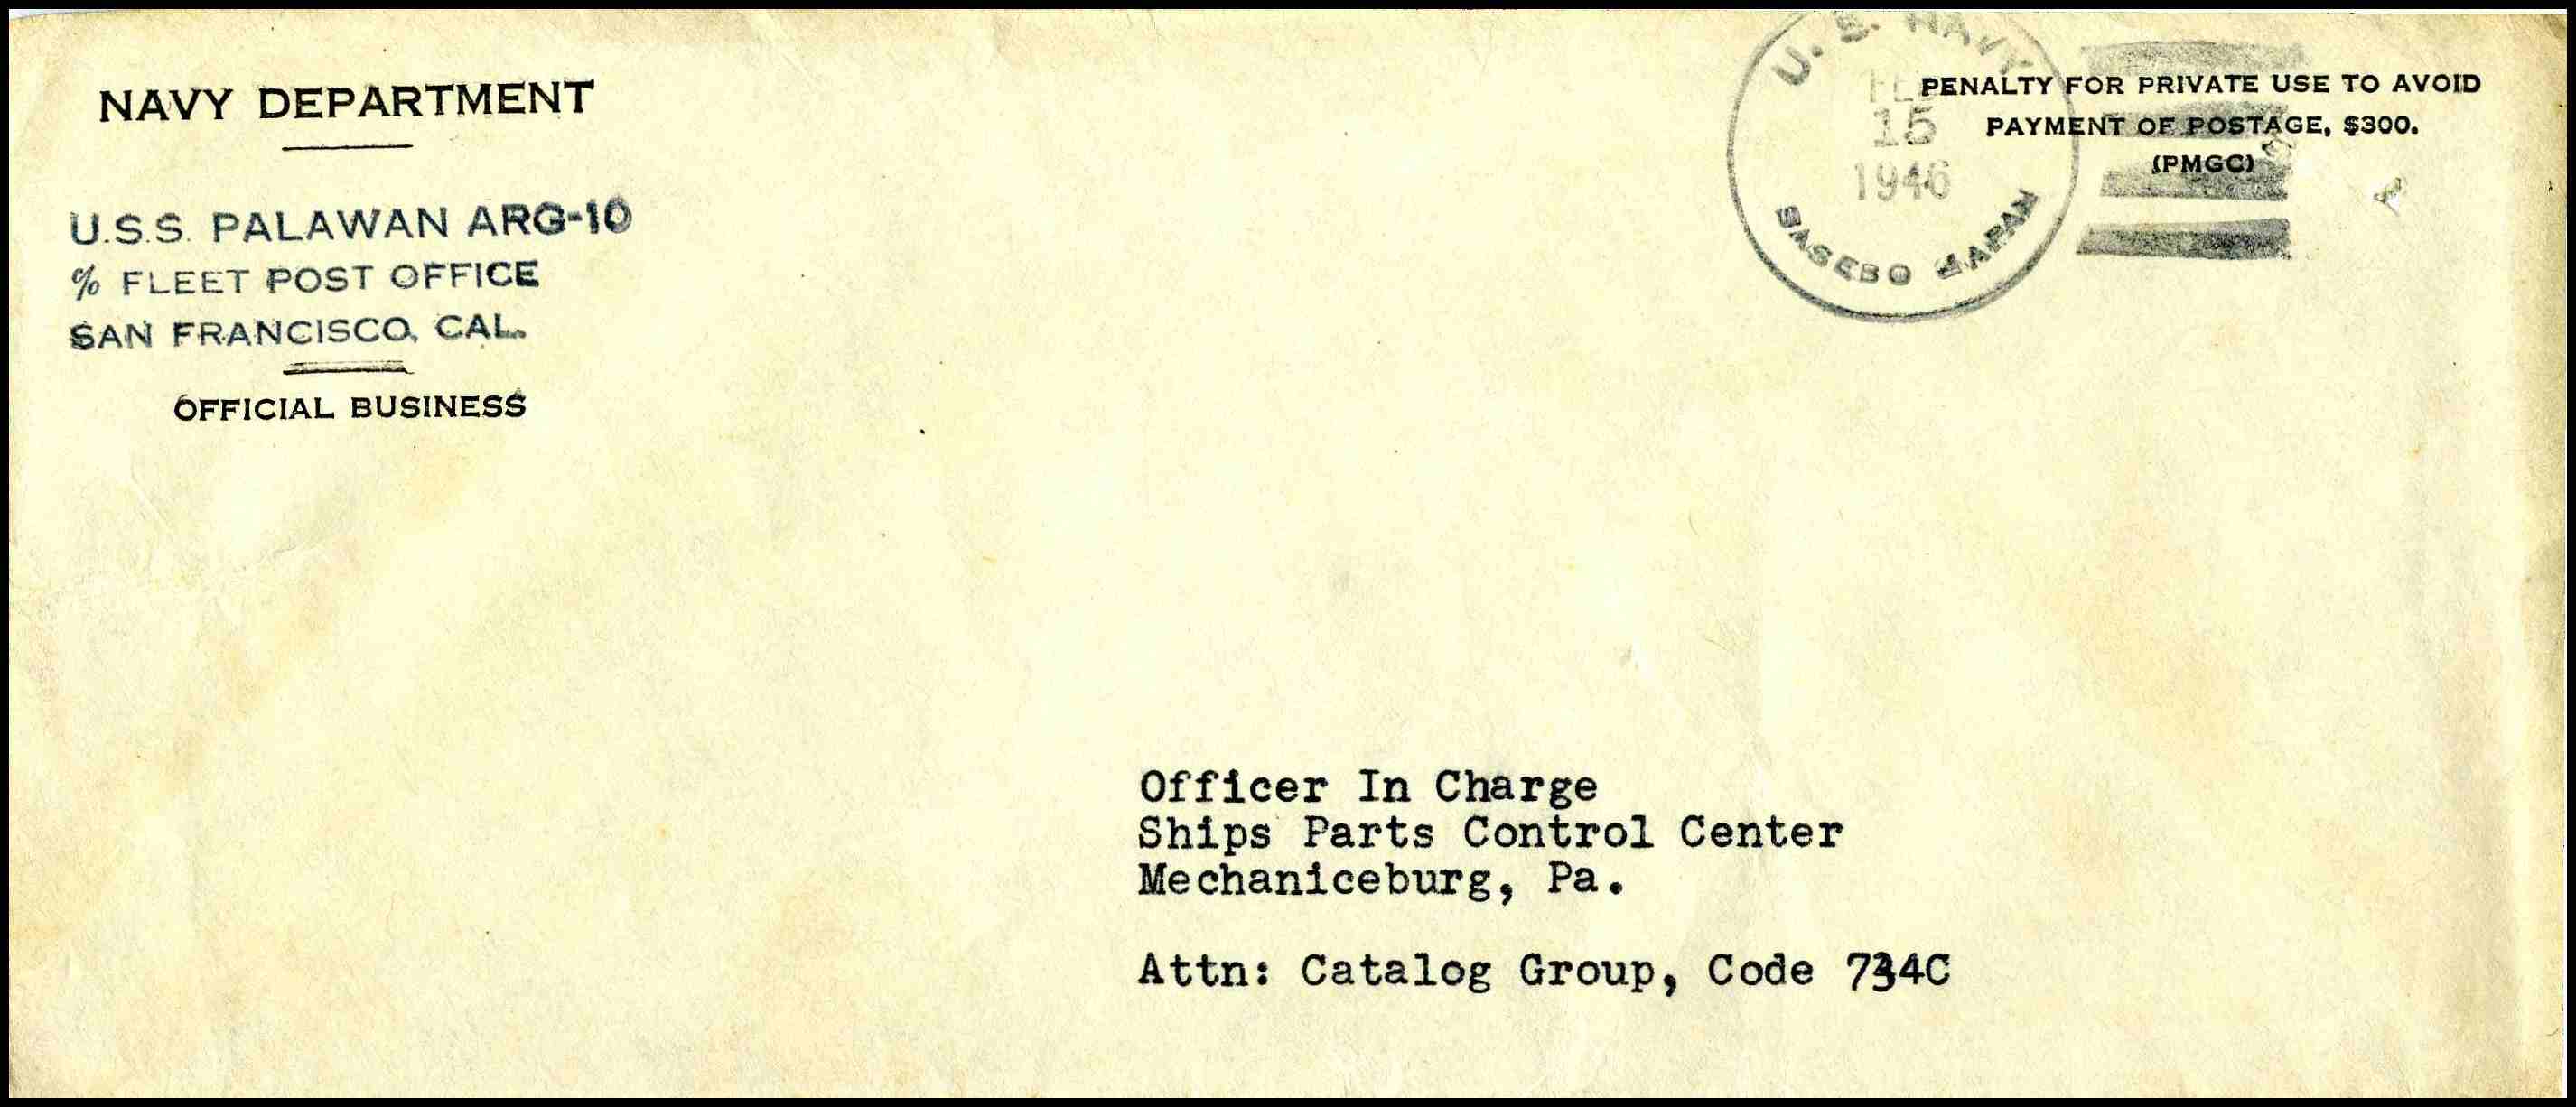 NAVY DEPARTMENT
U.S.S. PALAWAN ARG-10
% FLEET POST OFFICE
SAN FRANCISCO, CAL.
OFFICIAL BUSINESS
U. S. NAVY
FEB
15
1946
SASEBO JAPAN
PENALTY FOR PRIVATE USE TO AVOID
PAYMENT OF POSTAGE, $300.
(PMGC)
Officer In Charge
Ships Parts Control Center
Mechaniceburg, Pa.
Attn: Catalog Group, Code 734C